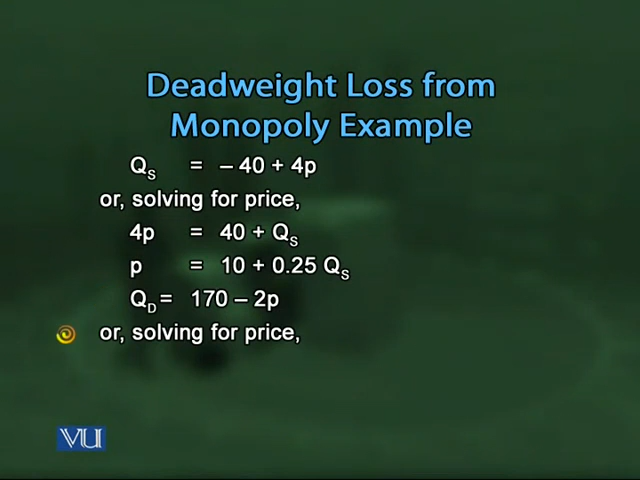 Deadweight Loss from
Monopoly Example
QS = – 40 + 4p
or, solving for price,
4p = 40 + QS
p = 10 + 0.25 QS
QD = 170 – 2p
or, solving for price,
VU